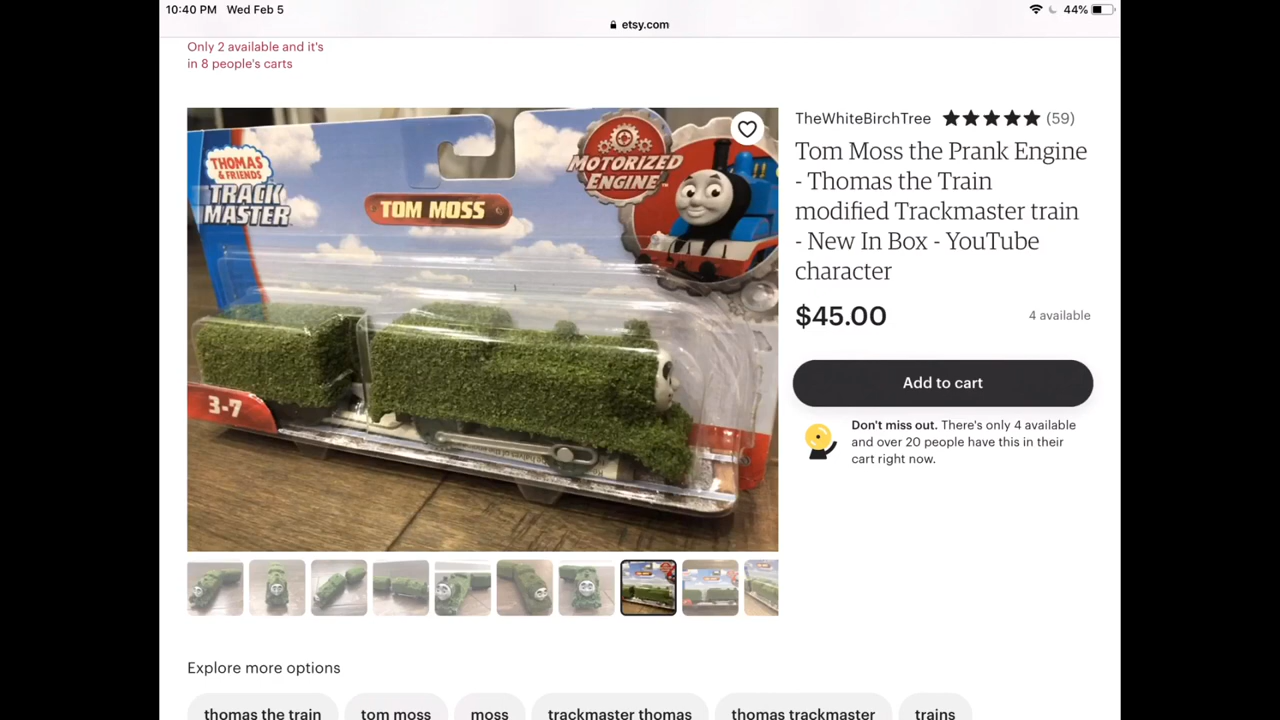 10:40 PM Wed Feb 5
44%
etsy.com
Only 2 available and it's
in 8 people's carts
THOMAS
& FRIENDS
TRACK
MASTER
TOM MOSS
MOTORIZED
ENGINE
3-7
TheWhiteBirchTree (59)
Tom Moss the Prank Engine
- Thomas the Train
modified Trackmaster train
- New In Box - YouTube
character
$45.00 4 available
Add to cart
Don't miss out. There's only 4 available
and over 20 people have this in their
cart right now.
Explore more options
thomas the train
tom moss
moss
trackmaster thomas
thomas trackmaster
trains